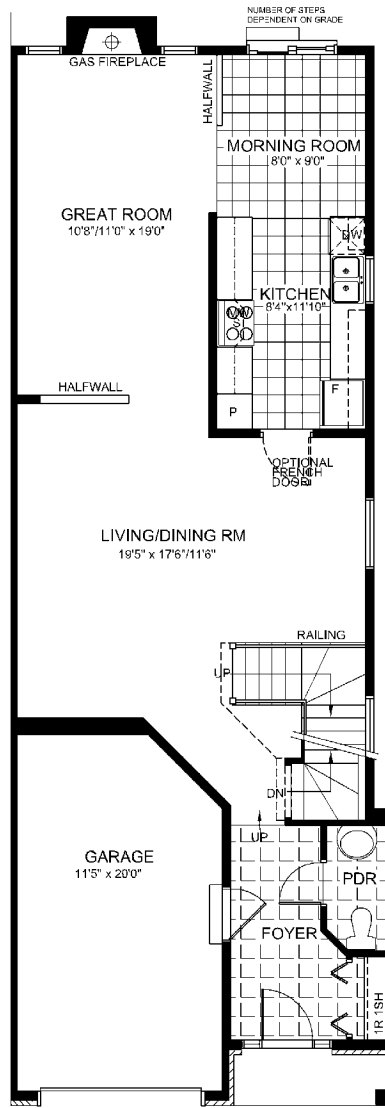 NUMBER OF STEPS
DEPENDENT ON GRADE
GAS FIREPLACE
HALFWALL
MORNING ROOM
8'0" x 9'0"
GREAT ROOM
10'8"/11'0" x 19'0"
DW
KITCHEN
8'4"x11'10"
MW
S
F
HALFWALL
P
OPTIONAL
FRENCH
DOOR
LIVING/DINING RM
19'5" x 17'6"/11'6"
RAILING
UP
DN
UP
GARAGE
11'5" x 20'0"
PDR
FOYER
1R 1SH